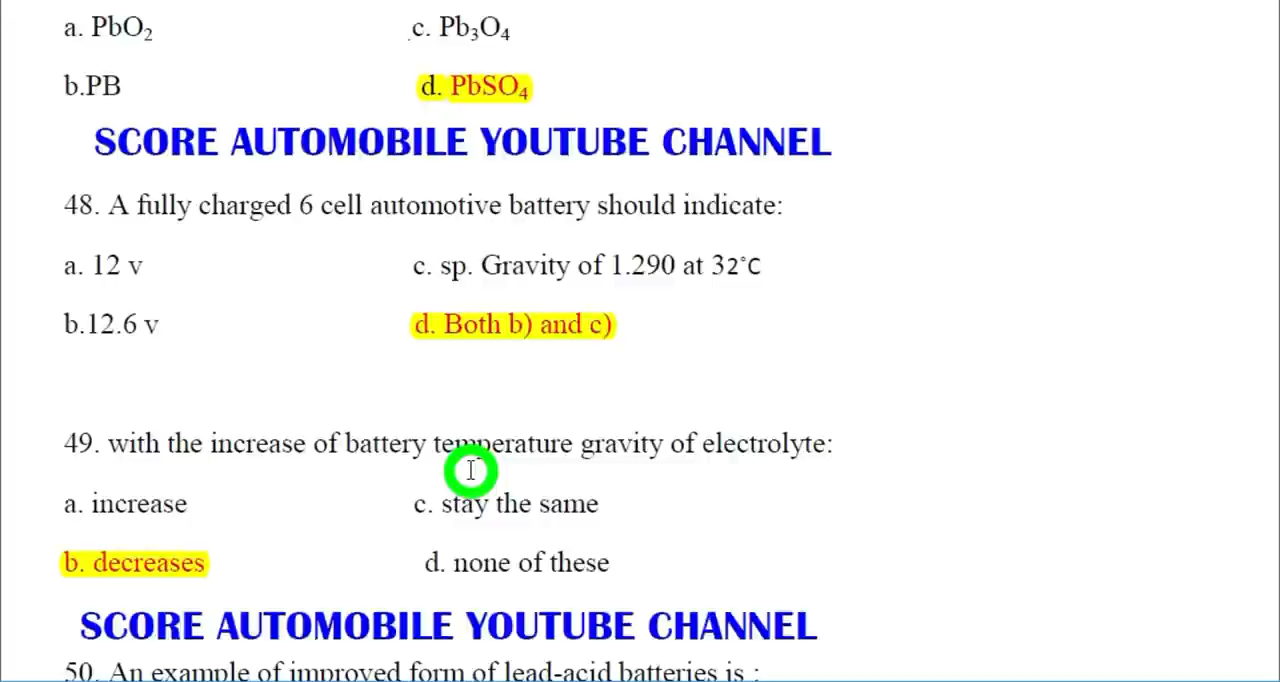 a. PbO₂ c. Pb₃O₄
b.PB d. PbSO₄
SCORE AUTOMOBILE YOUTUBE CHANNEL
48. A fully charged 6 cell automotive battery should indicate:
a. 12 v c. sp. Gravity of 1.290 at 32°C
b.12.6 v d. Both b) and c)
49. with the increase of battery temperature gravity of electrolyte:
a. increase c. stay the same
b. decreases d. none of these
SCORE AUTOMOBILE YOUTUBE CHANNEL
50. An example of improved form of lead-acid batteries is :